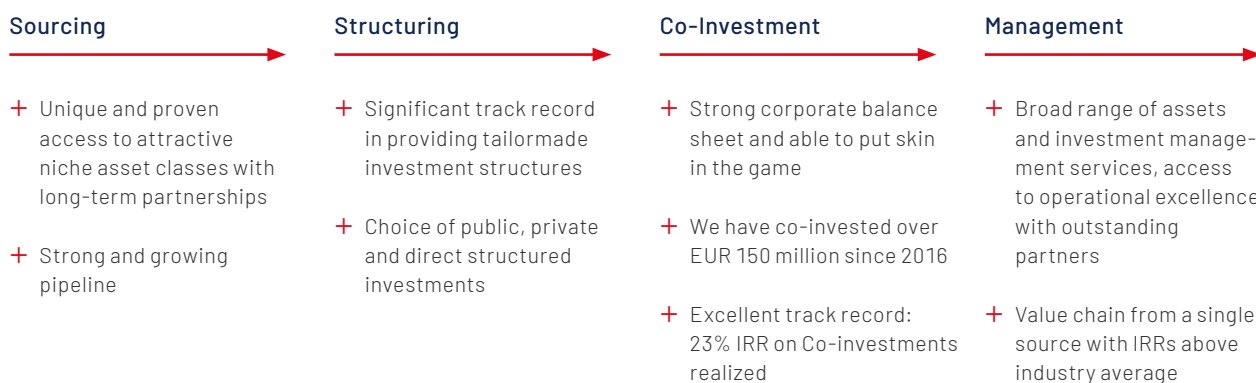 Sourcing
+ Unique and proven
access to attractive
niche asset classes with
long-term partnerships
+ Strong and growing
pipeline
Structuring
+ Significant track record
in providing tailormade
investment structures
+ Choice of public, private
and direct structured
investments
Co-Investment
+ Strong corporate balance
sheet and able to put skin
in the game
+ We have co-invested over
EUR 150 million since 2016
+ Excellent track record:
23% IRR on Co-investments
realized
Management
+ Broad range of assets
and investment manage-
ment services, access
to operational excellence
with outstanding
partners
+ Value chain from a single
source with IRRs above
industry average